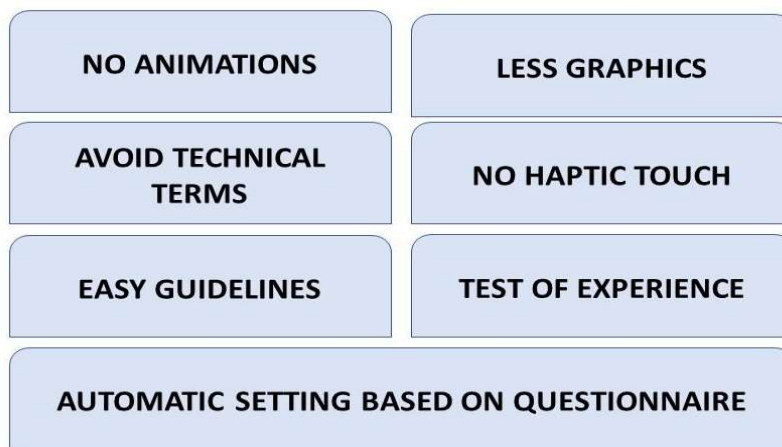 NO ANIMATIONS
LESS GRAPHICS
AVOID TECHNICAL
TERMS
NO HAPTIC TOUCH
EASY GUIDELINES
TEST OF EXPERIENCE
AUTOMATIC SETTING BASED ON QUESTIONNAIRE